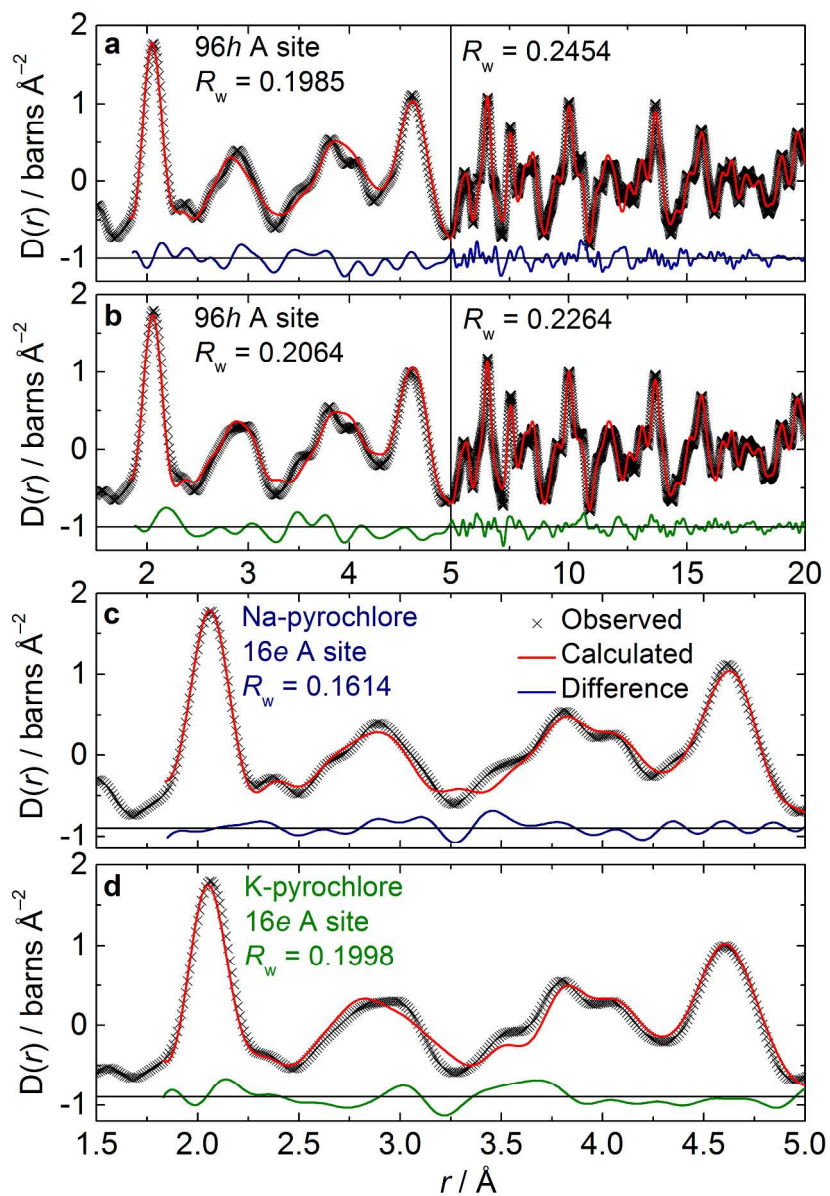 a
96h A site
Rw = 0.1985
Rw = 0.2454
D(r) / barns Å⁻²
2
1
0
-1
b
96h A site
Rw = 0.2064
Rw = 0.2264
D(r) / barns Å⁻²
2
1
0
-1
2 3 4 5 10 15 20
c
Na-pyrochlore
16e A site
Rw = 0.1614
× Observed
Calculated
Difference
D(r) / barns Å⁻²
2
1
0
-1
d
K-pyrochlore
16e A site
Rw = 0.1998
D(r) / barns Å⁻²
2
1
0
-1
1.5 2.0 2.5 3.0 3.5 4.0 4.5 5.0
r / Å